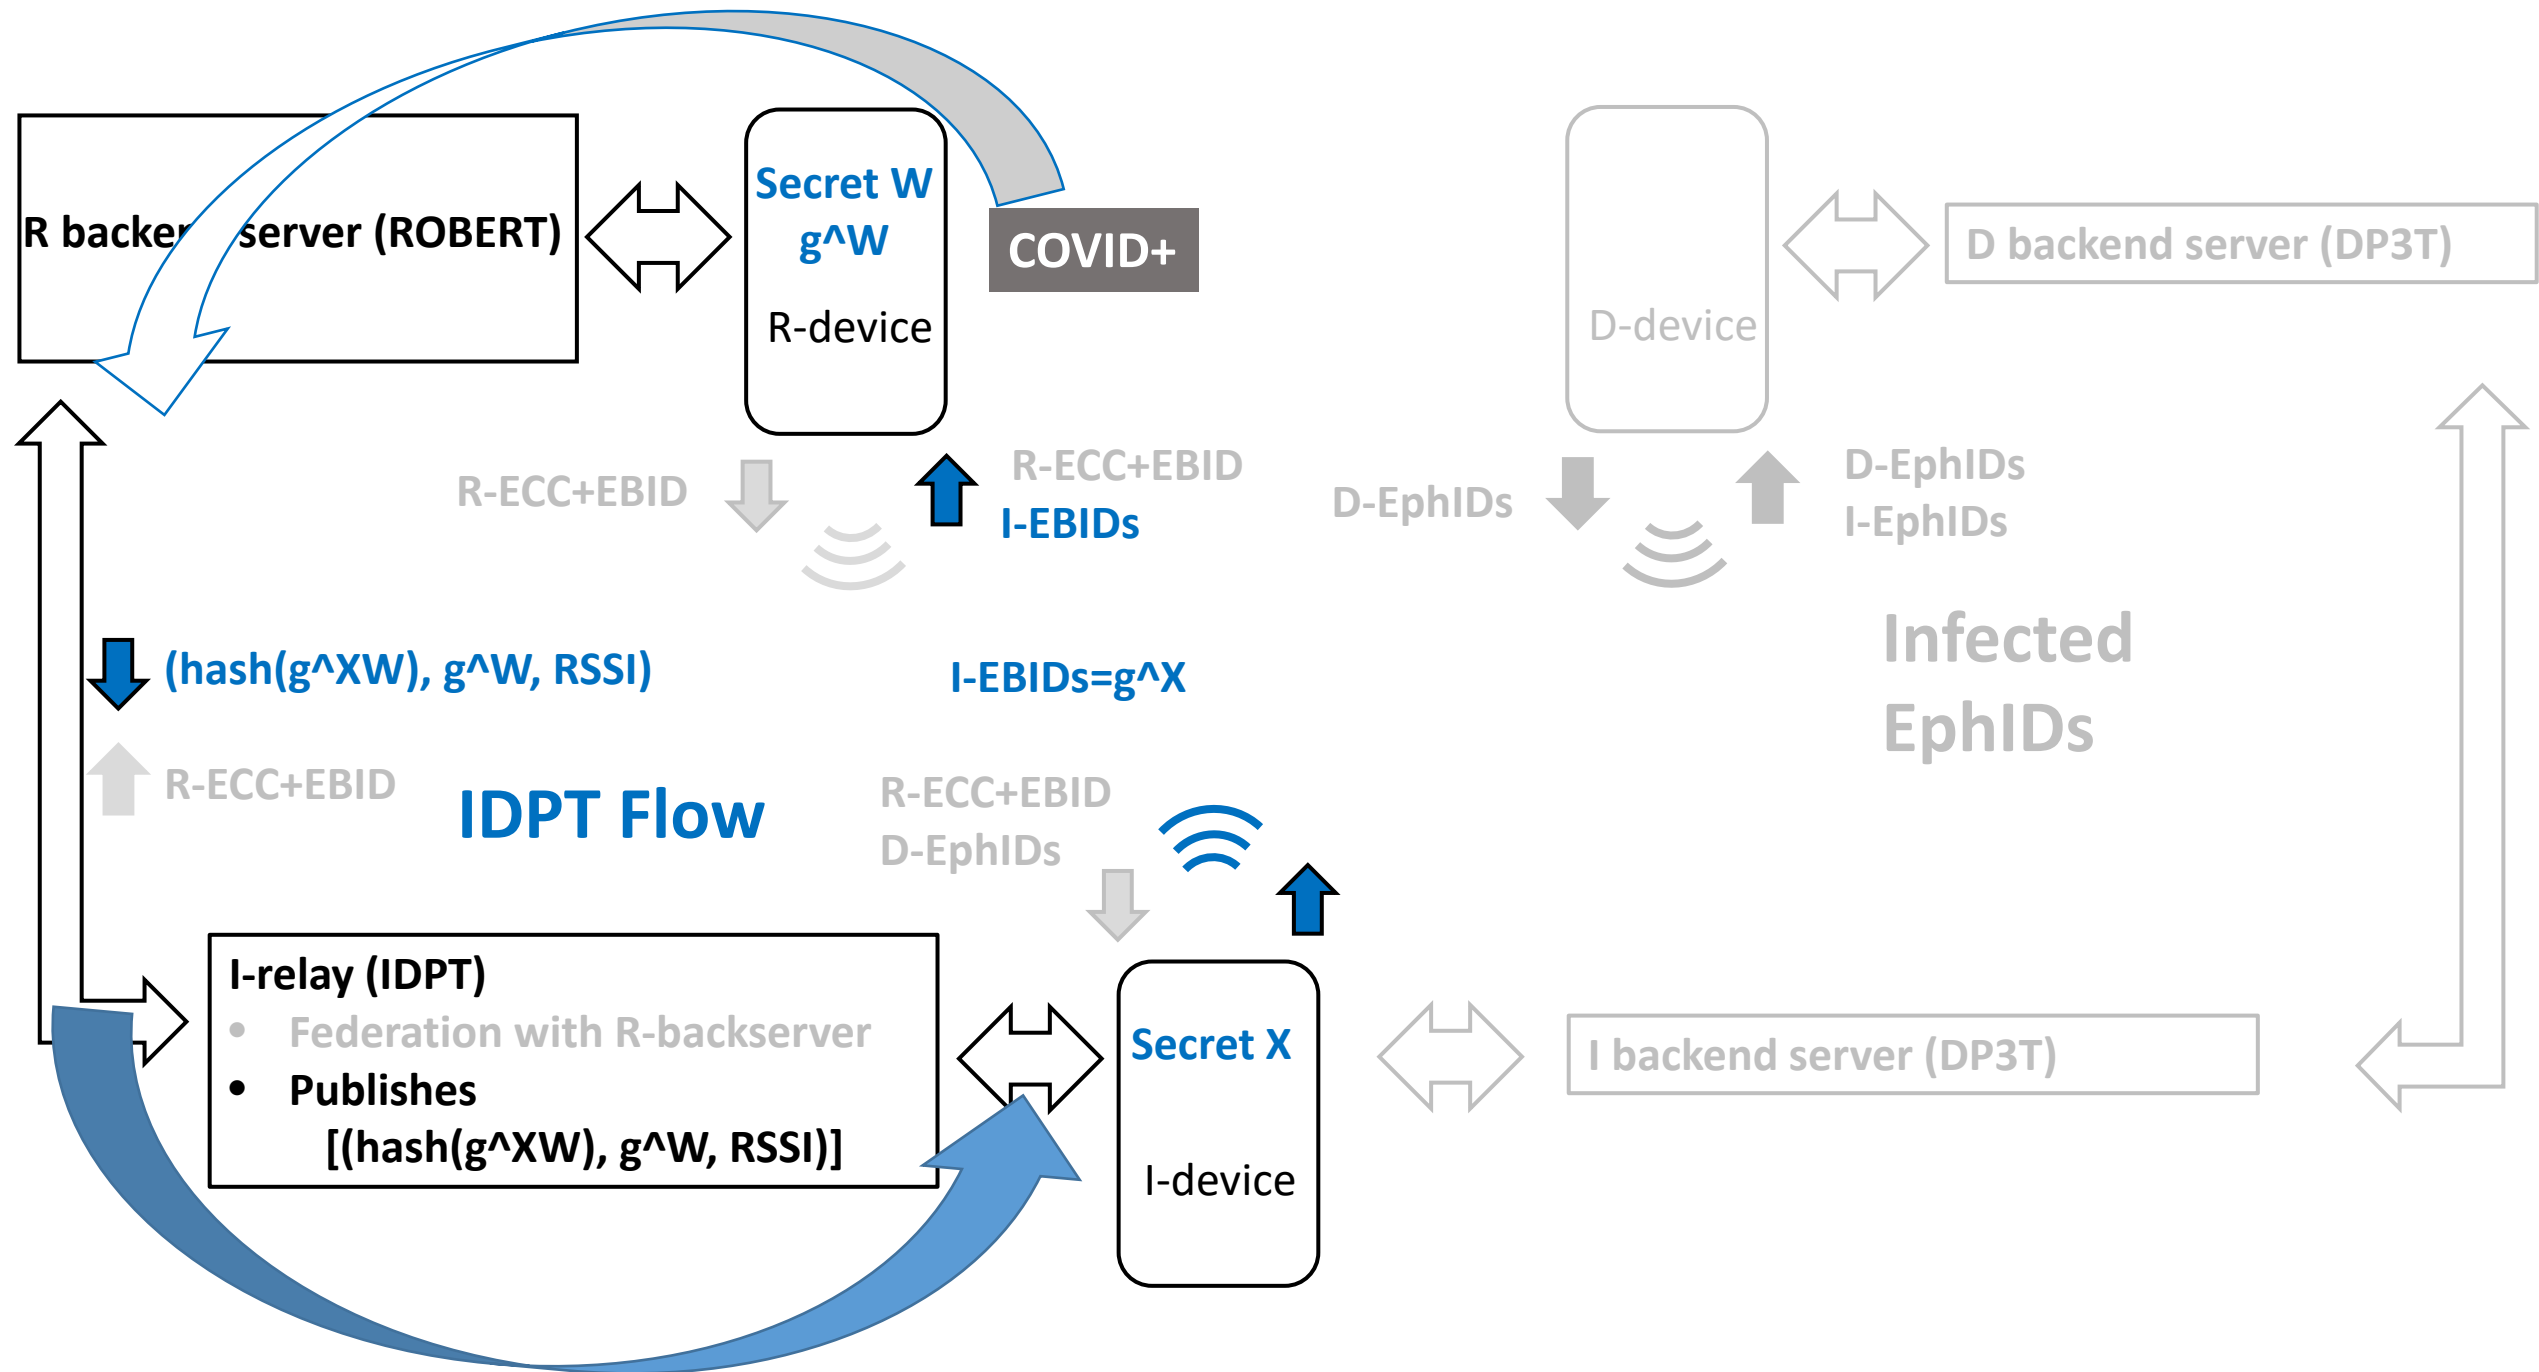 Secret W
g^W
R-device
R backend server (ROBERT)
COVID+
D-device
D backend server (DP3T)
R-ECC+EBID
R-ECC+EBID
I-EBIDs
D-EphIDs
D-EphIDs
I-EphIDs
(hash(g^XW), g^W, RSSI)
I-EBIDs=g^X
Infected
EphIDs
R-ECC+EBID
IDPT Flow
R-ECC+EBID
D-EphIDs
I-relay (IDPT)
• Federation with R-backserver
• Publishes
[(hash(g^XW), g^W, RSSI)]
Secret X
I-device
I backend server (DP3T)